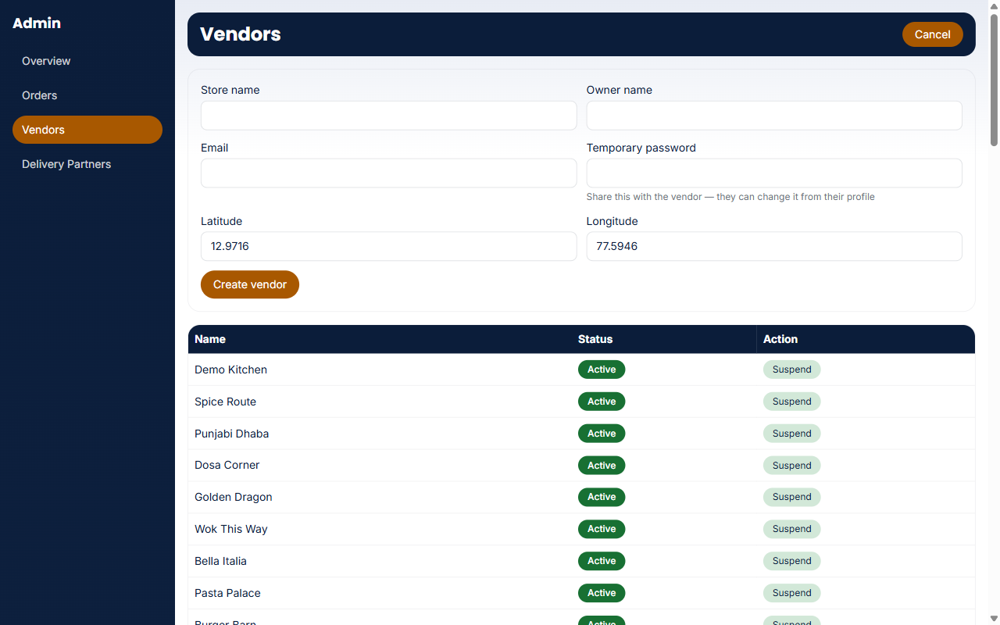 Admin
Overview
Orders
Vendors
Delivery Partners
Vendors
Cancel
Store name
Owner name
Email
Temporary password
Share this with the vendor — they can change it from their profile
Latitude
Longitude
12.9716
77.5946
Create vendor
Name Status Action
Demo Kitchen Active Suspend
Spice Route Active Suspend
Punjabi Dhaba Active Suspend
Dosa Corner Active Suspend
Golden Dragon Active Suspend
Wok This Way Active Suspend
Bella Italia Active Suspend
Pasta Palace Active Suspend
Burger Barn Active Suspend